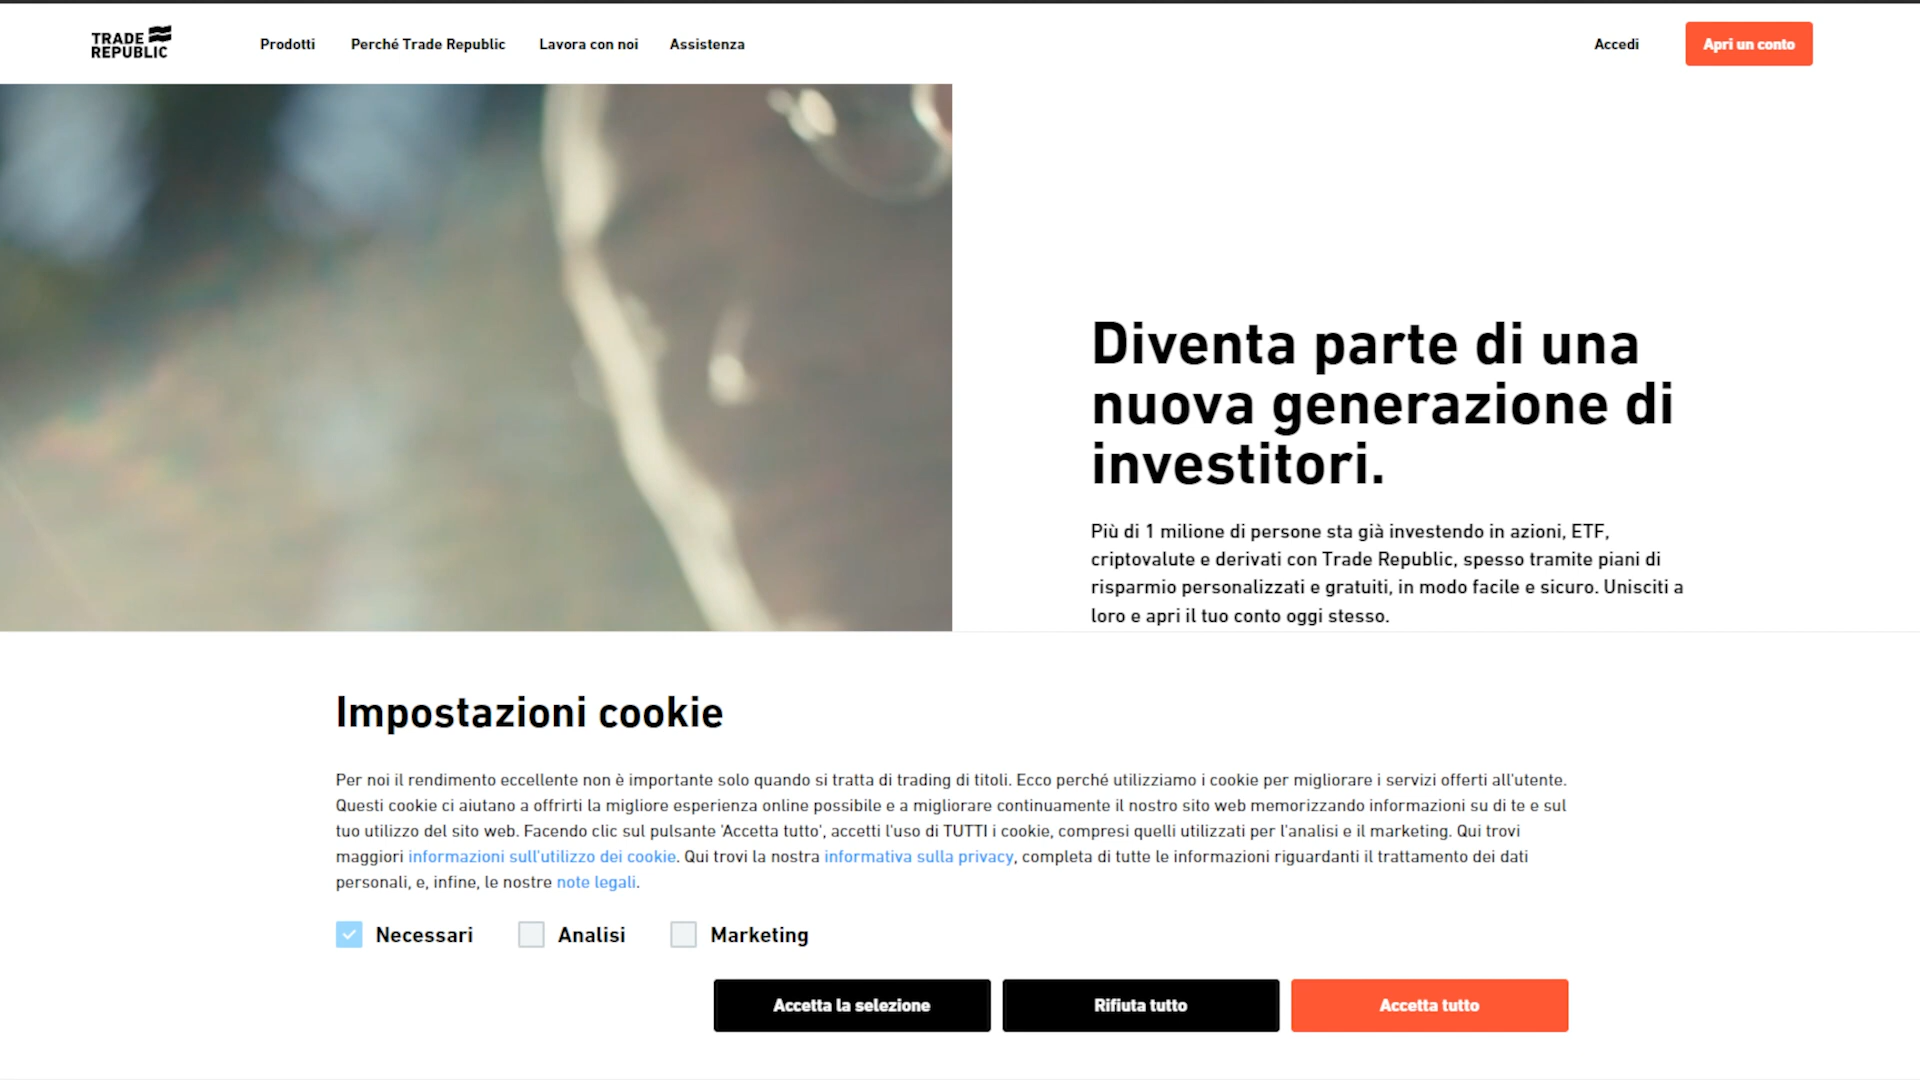 TRADE
REPUBLIC
Prodotti
Perché Trade Republic
Lavora con noi
Assistenza
Accedi
Apri un conto
Diventa parte di una
nuova generazione di
investitori.
Più di 1 milione di persone sta già investendo in azioni, ETF,
criptovalute e derivati con Trade Republic, spesso tramite piani di
risparmio personalizzati e gratuiti, in modo facile e sicuro. Unisciti a
loro e apri il tuo conto oggi stesso.
Impostazioni cookie
Per noi il rendimento eccellente non è importante solo quando si tratta di trading di titoli. Ecco perché utilizziamo i cookie per migliorare i servizi offerti all'utente.
Questi cookie ci aiutano a offrirti la migliore esperienza online possibile e a migliorare continuamente il nostro sito web memorizzando informazioni su di te e sul
tuo utilizzo del sito web. Facendo clic sul pulsante 'Accetta tutto', accetti l'uso di TUTTI i cookie, compresi quelli utilizzati per l'analisi e il marketing. Qui trovi
maggiori informazioni sull'utilizzo dei cookie. Qui trovi la nostra informativa sulla privacy, completa di tutte le informazioni riguardanti il trattamento dei dati
personali, e, infine, le nostre note legali.
Necessari
Analisi
Marketing
Accetta la selezione
Rifiuta tutto
Accetta tutto